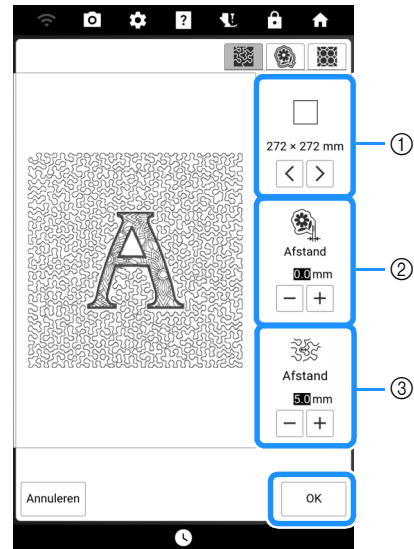 272 × 272 mm
①
Afstand
0.0 mm
②
Afstand
5.0 mm
③
Annuleren
OK